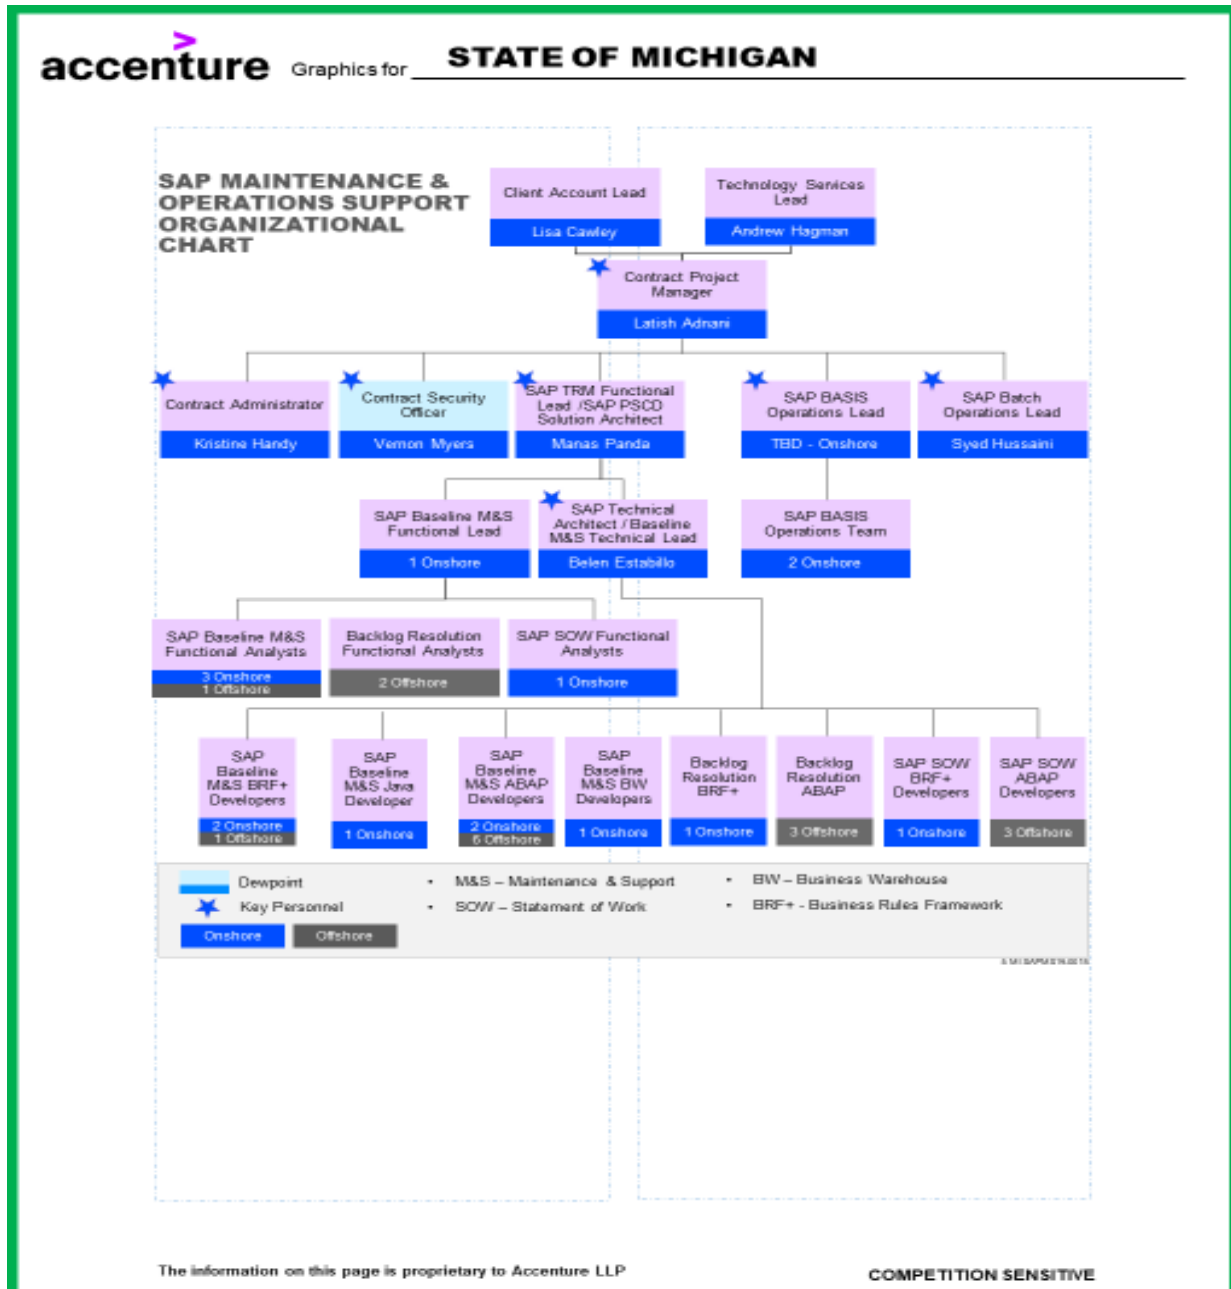 accenture Graphics for STATE OF MICHIGAN
SAP MAINTENANCE &
OPERATIONS SUPPORT
ORGANIZATIONAL
CHART
Client Account Lead
Lisa Cawley
Technology Services
Lead
Andrew Hagman
Contract Project
Manager
Latish Adnani
Contract Administrator
Kristine Handy
Contract Security
Officer
Vernon Myers
SAP TRM Functional
Lead /SAP PSCD
Solution Architect
Manas Panda
SAP BASIS
Operations Lead
TBD - Onshore
SAP Batch
Operations Lead
Syed Hussaini
SAP Baseline M&S
Functional Lead
1 Onshore
SAP Technical
Architect / Baseline
M&S Technical Lead
Belen Estabillo
SAP BASIS
Operations Team
2 Onshore
SAP Baseline M&S
Functional Analysts
3 Onshore
1 Offshore
Backlog Resolution
Functional Analysts
2 Offshore
SAP SOW Functional
Analysts
1 Onshore
SAP
Baseline
M&S BRF+
Developers
2 Onshore
1 Offshore
SAP
Baseline
M&S Java
Developer
1 Onshore
SAP
Baseline
M&S ABAP
Developers
2 Onshore
6 Offshore
SAP
Baseline
M&S BW
Developers
1 Onshore
Backlog
Resolution
BRF+
1 Onshore
Backlog
Resolution
ABAP
3 Offshore
SAP SOW
BRF+
Developers
1 Onshore
SAP SOW
ABAP
Developers
3 Offshore
Dewpoint
Key Personnel
Onshore
Offshore
• M&S – Maintenance & Support
• SOW – Statement of Work
• BW – Business Warehouse
• BRF+ - Business Rules Framework
The information on this page is proprietary to Accenture LLP
COMPETITION SENSITIVE